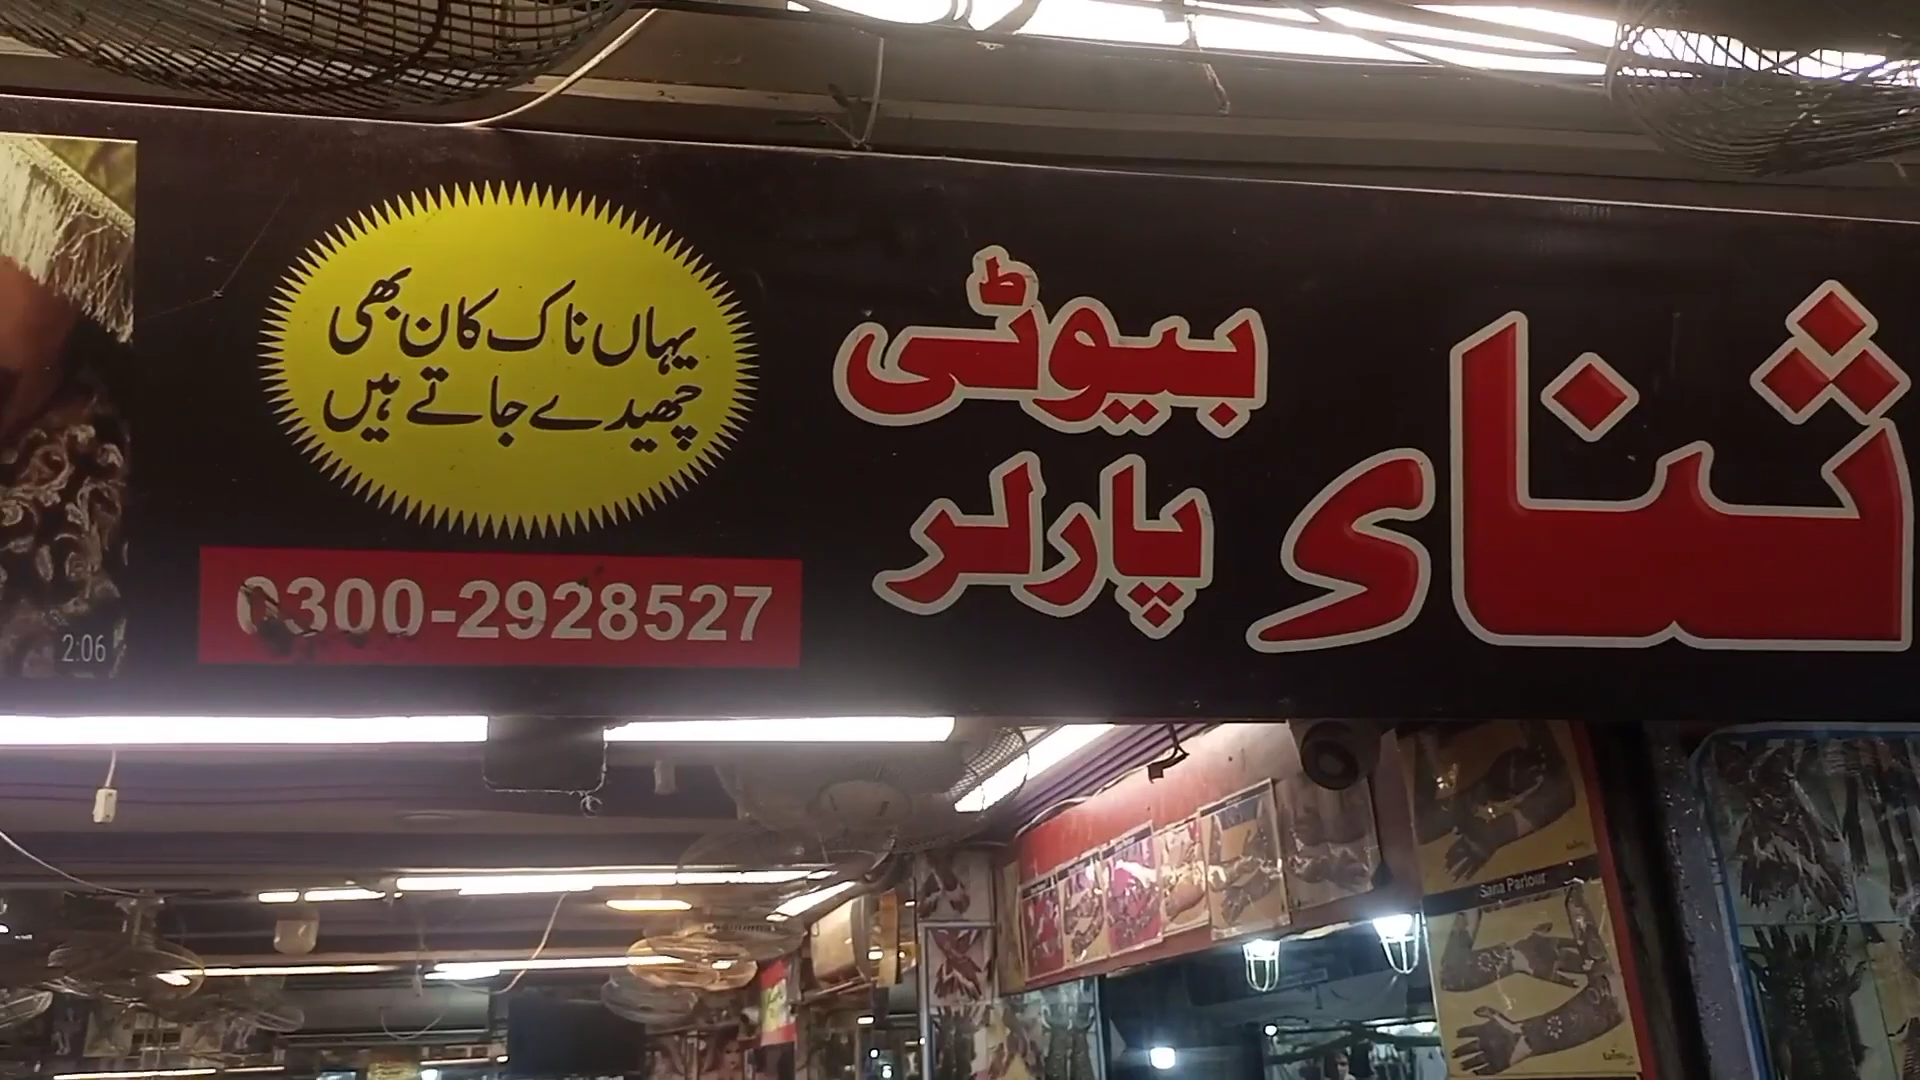 ثناء
بیوٹی
پارلر
یہاں ناک کان بھی
چھیدے جاتے ہیں
0300-2928527
2:06
Sana Parlour